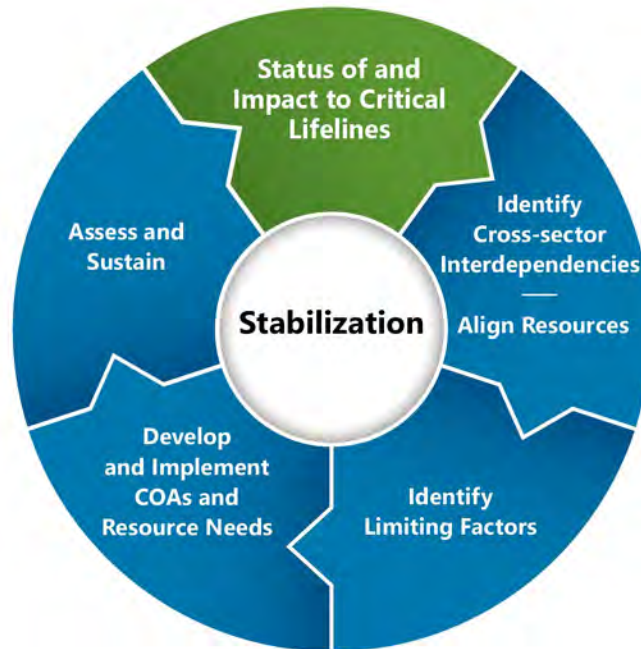 Status of and
Impact to Critical
Lifelines
Identify
Cross-sector
Interdependencies
Align Resources
Identify
Limiting Factors
Develop
and Implement
COAs and
Resource Needs
Assess and
Sustain
Stabilization